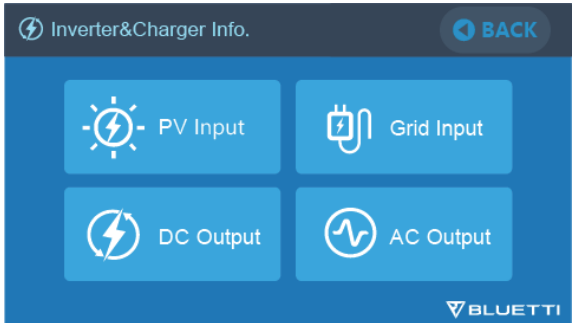 Inverter&Charger Info.
BACK
PV Input
Grid Input
DC Output
AC Output
BLUETTI